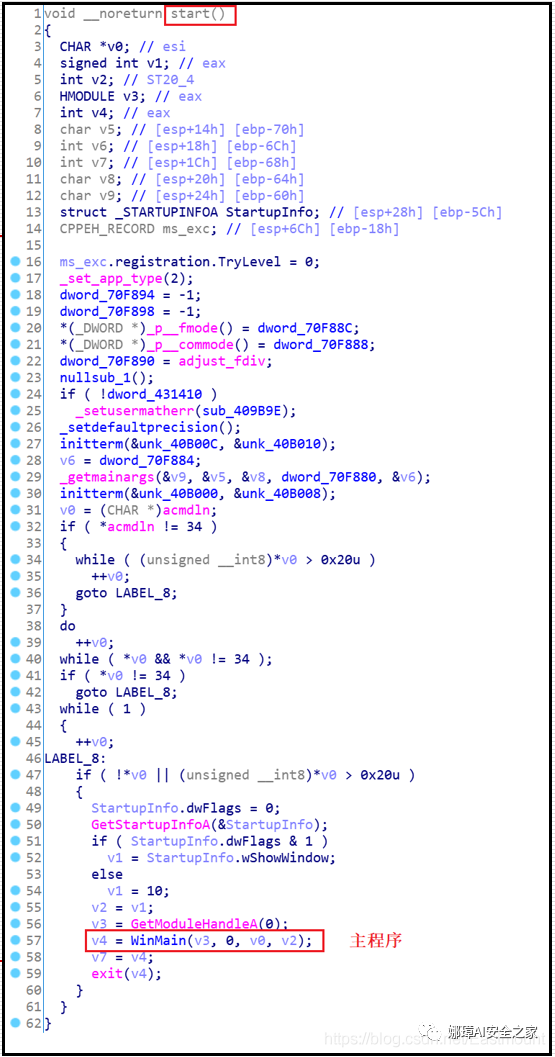 1 void __noreturn start()
2 {
3 CHAR *v0; // esi
4 signed int v1; // eax
5 int v2; // ST20_4
6 HMODULE v3; // eax
7 int v4; // eax
8 char v5; // [esp+14h] [ebp-70h]
9 int v6; // [esp+18h] [ebp-6Ch]
10 int v7; // [esp+1Ch] [ebp-68h]
11 char v8; // [esp+20h] [ebp-64h]
12 char v9; // [esp+24h] [ebp-60h]
13 struct _STARTUPINFOA StartupInfo; // [esp+28h] [ebp-5Ch]
14 CPPEH_RECORD ms_exc; // [esp+6Ch] [ebp-18h]
15
16 ms_exc.registration.TryLevel = 0;
17 _set_app_type(2);
18 dword_70F894 = -1;
19 dword_70F898 = -1;
20 *(_DWORD *)_p__fmode() = dword_70F88C;
21 *(_DWORD *)_p__commode() = dword_70F888;
22 dword_70F890 = adjust_fdiv;
23 nullsub_1();
24 if ( !dword_431410 )
25 _setusermatherr(sub_409B9E);
26 _setdefaultprecision();
27 initterm(&unk_40B00C, &unk_40B010);
28 v6 = dword_70F884;
29 _getmainargs(&v9, &v5, &v8, dword_70F880, &v6);
30 initterm(&unk_40B000, &unk_40B008);
31 v0 = (CHAR *)acmdln;
32 if ( *acmdln != 34 )
33 {
34 while ( (unsigned __int8)*v0 > 0x20u )
35 ++v0;
36 goto LABEL_8;
37 }
38 do
39 ++v0;
40 while ( *v0 && *v0 != 34 );
41 if ( *v0 != 34 )
42 goto LABEL_8;
43 while ( 1 )
44 {
45 ++v0;
46 LABEL_8:
47 if ( !*v0 || (unsigned __int8)*v0 > 0x20u )
48 {
49 StartupInfo.dwFlags = 0;
50 GetStartupInfoA(&StartupInfo);
51 if ( StartupInfo.dwFlags & 1 )
52 v1 = StartupInfo.wShowWindow;
53 else
54 v1 = 10;
55 v2 = v1;
56 v3 = GetModuleHandleA(0);
57 v4 = WinMain(v3, 0, v0, v2); 主程序
58 v7 = v4;
59 exit(v4);
60 }
61 }
62 }
娜璋AI安全之家